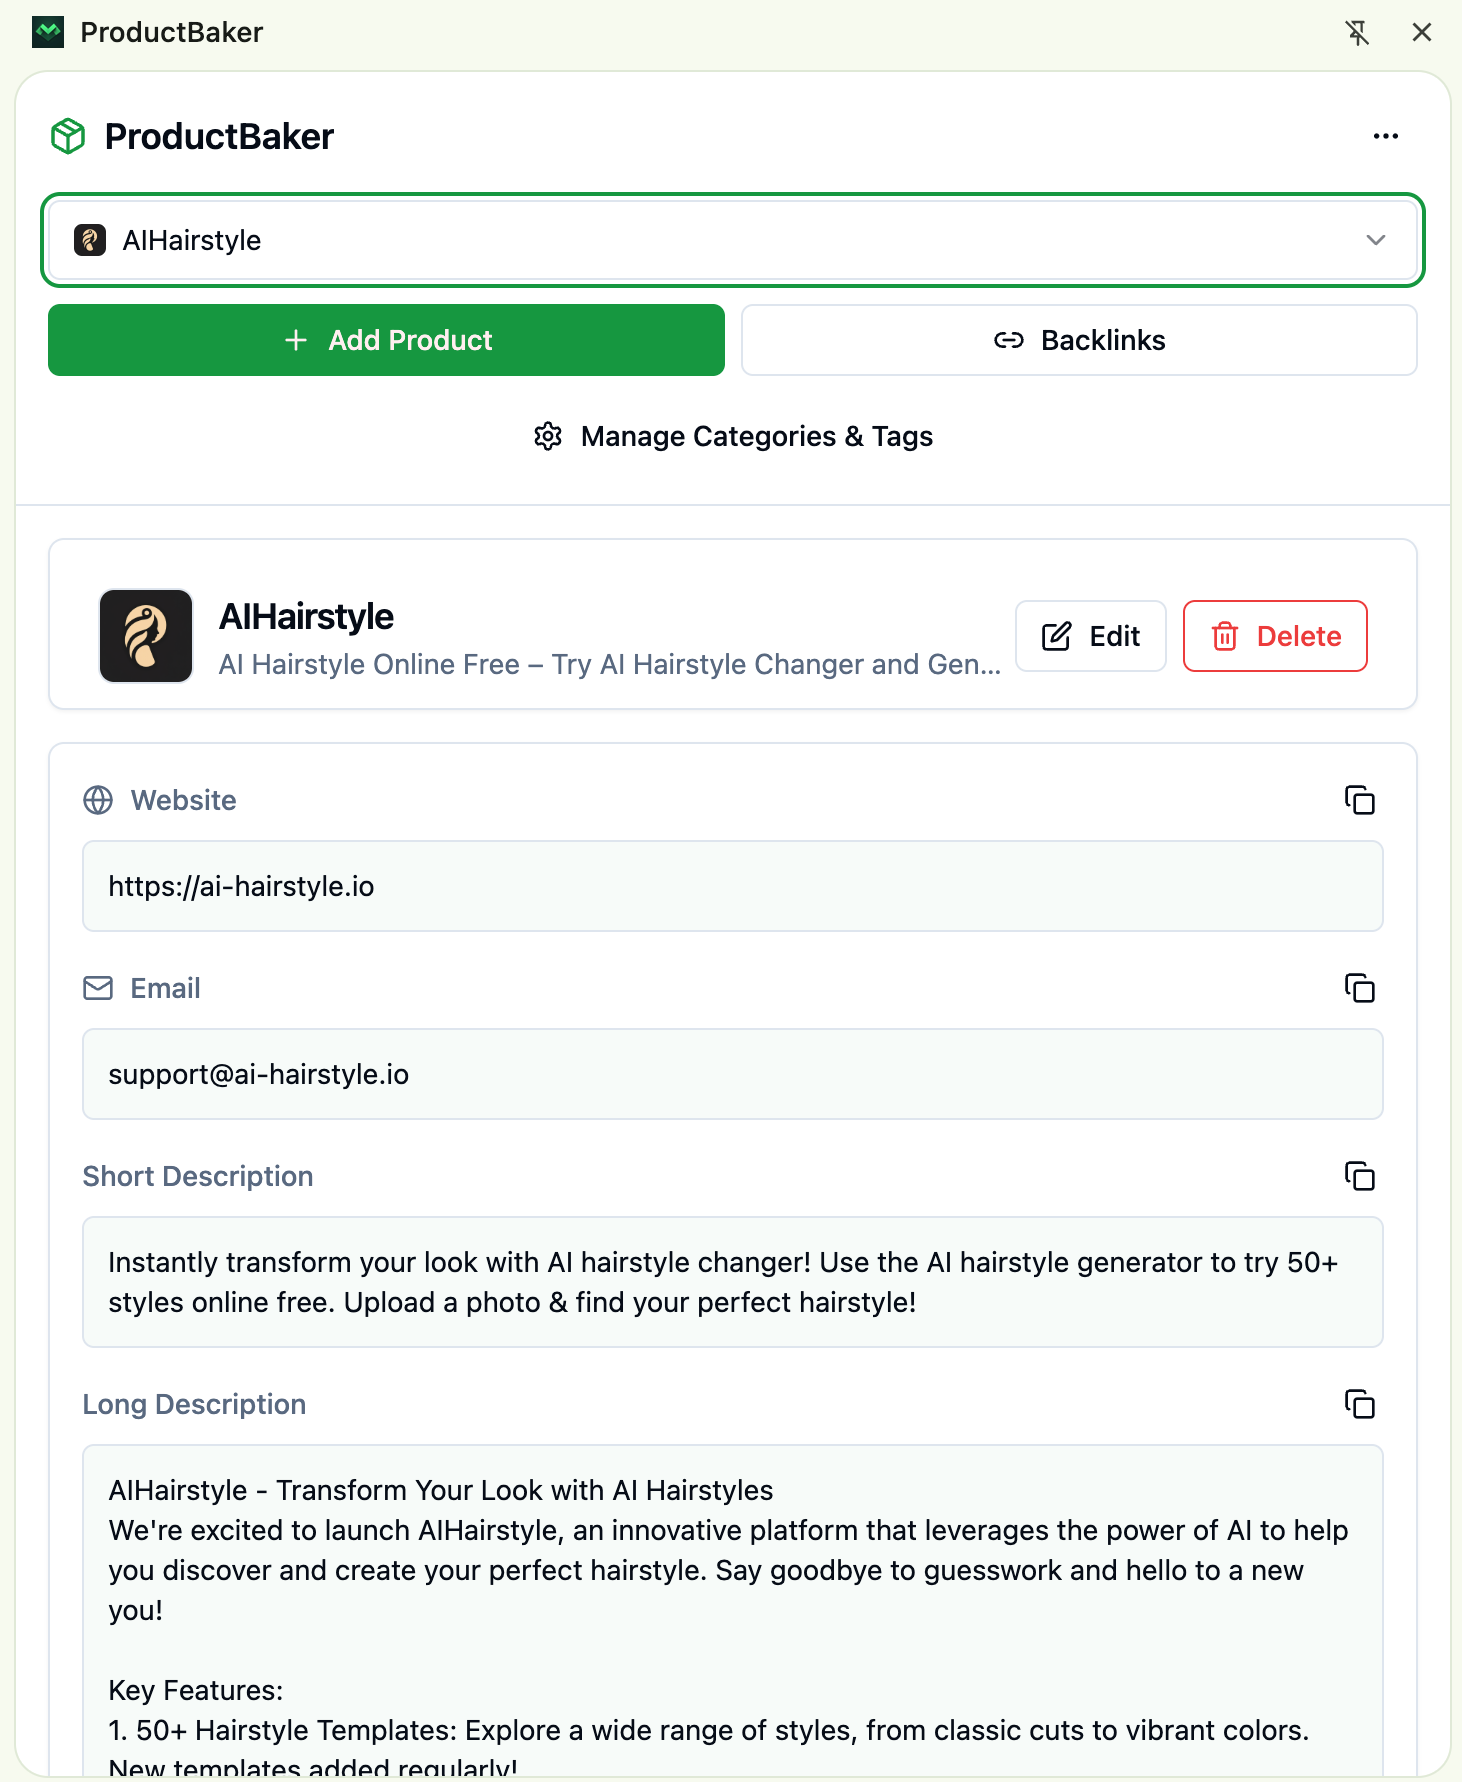 ProductBaker
ProductBaker
AIHairstyle
Add Product
Backlinks
Manage Categories & Tags
AIHairstyle
AI Hairstyle Online Free – Try AI Hairstyle Changer and Gen...
Edit
Delete
Website
https://ai-hairstyle.io
Email
support@ai-hairstyle.io
Short Description
Instantly transform your look with AI hairstyle changer! Use the AI hairstyle generator to try 50+
styles online free. Upload a photo & find your perfect hairstyle!
Long Description
AIHairstyle - Transform Your Look with AI Hairstyles
We're excited to launch AIHairstyle, an innovative platform that leverages the power of AI to help
you discover and create your perfect hairstyle. Say goodbye to guesswork and hello to a new
you!
Key Features:
1. 50+ Hairstyle Templates: Explore a wide range of styles, from classic cuts to vibrant colors.
New templates added regularly!